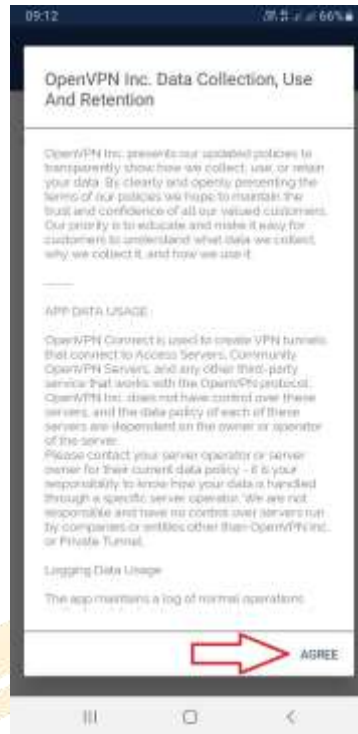 09:12
66%
OpenVPN Inc. Data Collection, Use
And Retention
OpenVPN Inc. presents our updated policies to
transparently show how we collect, use, or retain
your data. By clearly and openly presenting the
terms of our policies we hope to maintain the
trust and confidence of all our valued customers.
Our priority is to educate and make it easy for
customers to understand what data we collect,
why we collect it, and how we use it.
APP DATA USAGE
OpenVPN Connect is used to create VPN tunnels
that connect to Access Servers, Community
OpenVPN Servers, and any other third-party
service that works with the OpenVPN protocol.
OpenVPN Inc. does not have control over these
servers, and the data policy of each of these
servers are dependent on the owner or operator
of the server.
Please contact your server operator or server
owner for their current data policy - it is your
responsibility to know how your data is handled
through a specific server operator. We are not
responsible and have no control over servers run
by companies or entities other than OpenVPN Inc.
or Private Tunnel.
Logging Data Usage
The app maintains a log of normal operations
AGREE